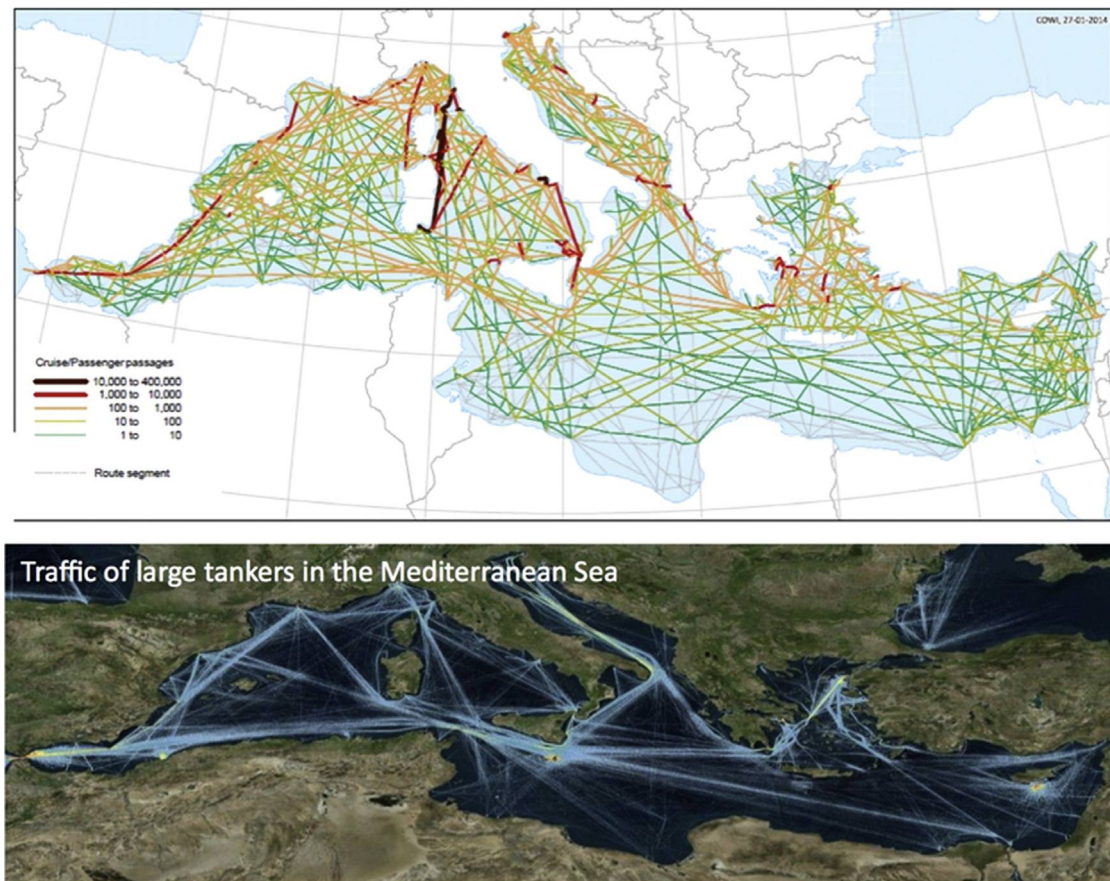 COWI, 27-01-2014
Cruise/Passenger passages
10,000 to 400,000
1,000 to 10,000
100 to 1,000
10 to 100
1 to 10
Route segment
Traffic of large tankers in the Mediterranean Sea